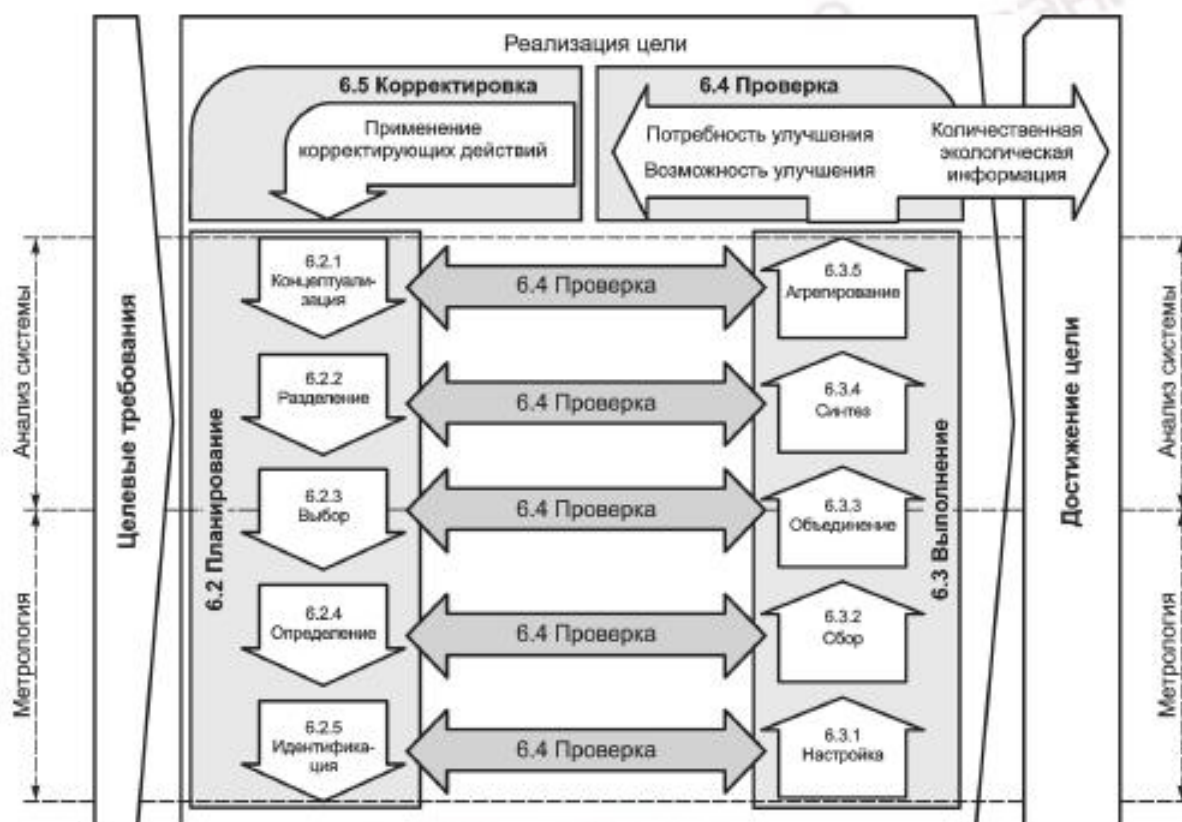 Реализация цели
6.5 Корректировка
Применение
корректирующих действий
6.4 Проверка
Потребность улучшения
Возможность улучшения
Количественная
экологическая
информация
Анализ системы
Метрология
Целевые требования
6.2 Планирование
6.2.1
Концептуали-
зация
6.4 Проверка
6.3.5
Агрегирование
6.2.2
Разделение
6.4 Проверка
6.3.4
Синтез
6.2.3
Выбор
6.4 Проверка
6.3.3
Объединение
6.2.4
Определение
6.4 Проверка
6.3.2
Сбор
6.2.5
Идентифика-
ция
6.4 Проверка
6.3.1
Настройка
6.3 Выполнение
Достижение цели
Анализ системы
Метрология